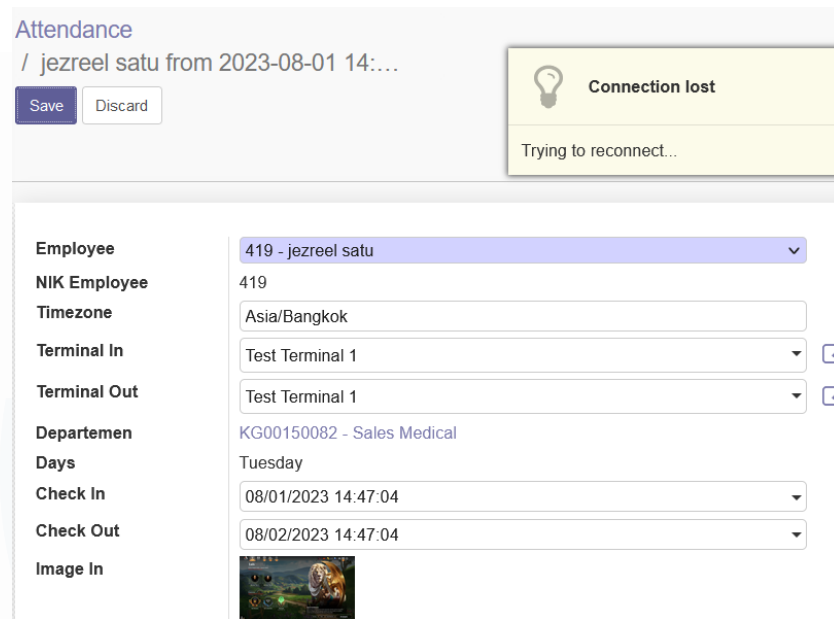 Attendance
/ jezreel satu from 2023-08-01 14:...
Save Discard
Connection lost
Trying to reconnect...
Employee 419 - jezreel satu
NIK Employee 419
Timezone Asia/Bangkok
Terminal In Test Terminal 1
Terminal Out Test Terminal 1
Departemen KG00150082 - Sales Medical
Days Tuesday
Check In 08/01/2023 14:47:04
Check Out 08/02/2023 14:47:04
Image In